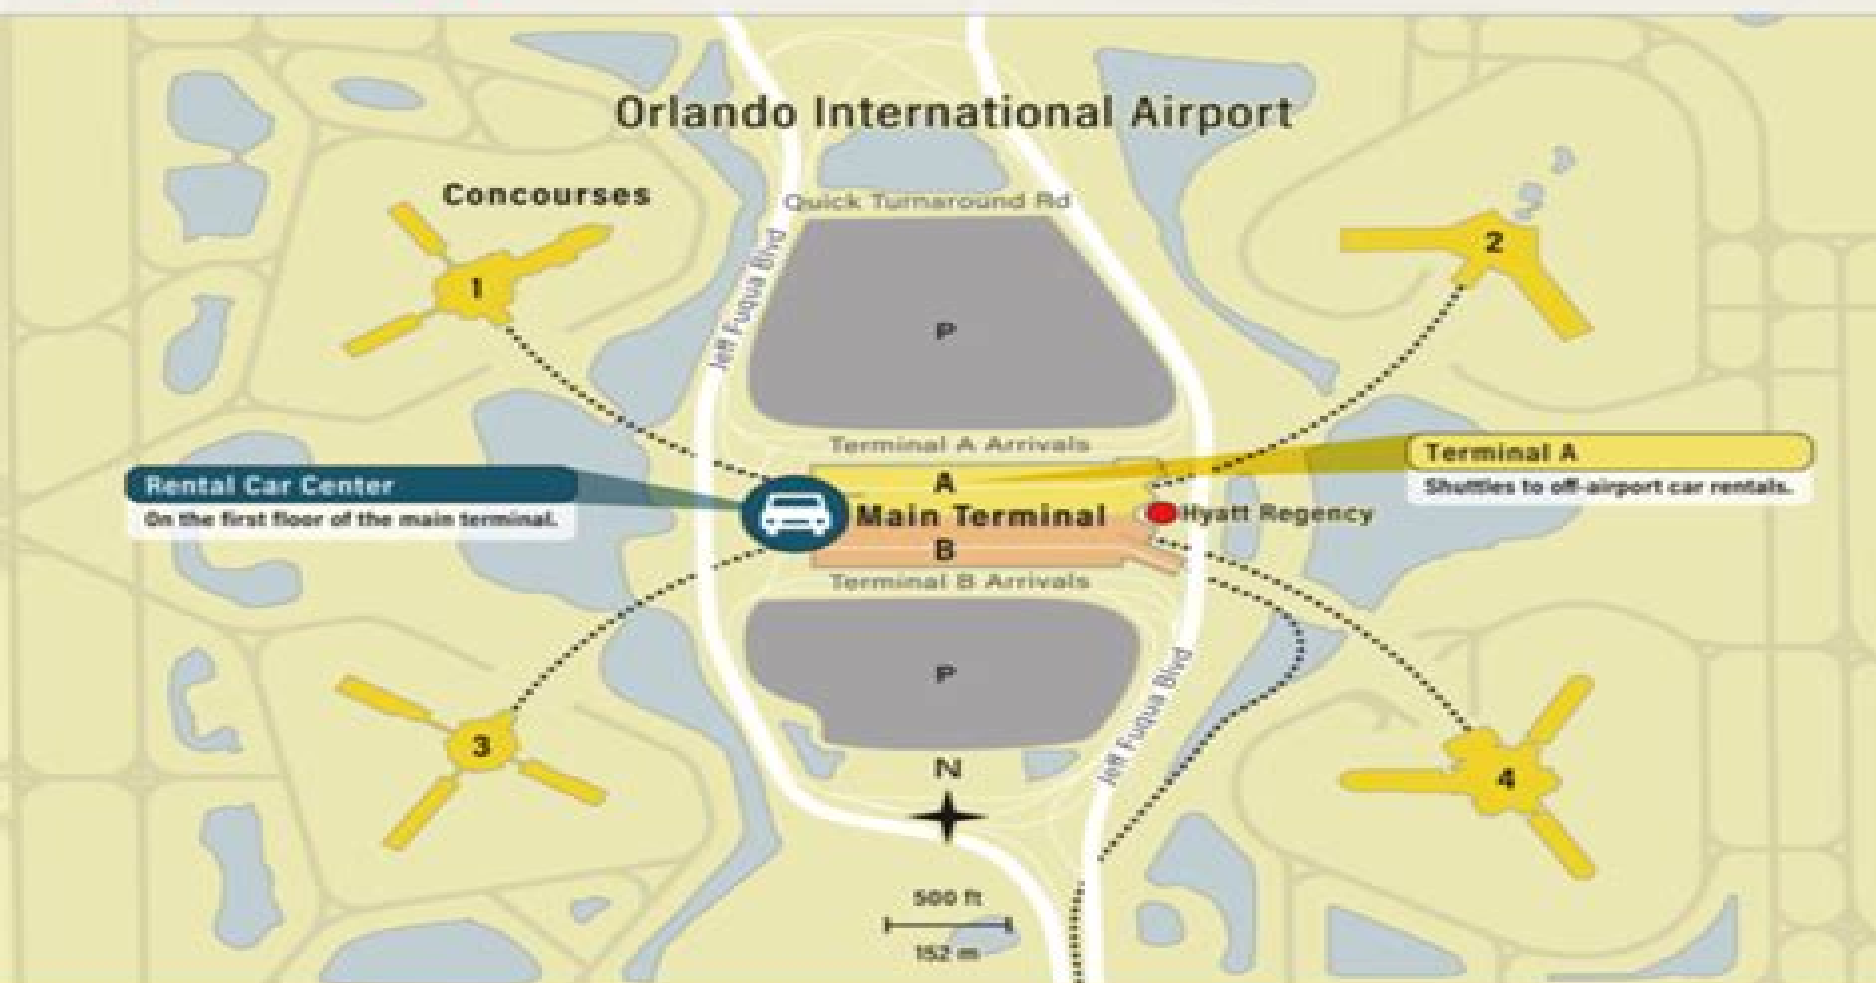 Orlando International Airport
Concourses
Quick Turnaround Rd
1
2
Jeff Fuqua Blvd
P
Terminal A Arrivals
Terminal A
Shuttles to off-airport car rentals.
Rental Car Center
On the first floor of the main terminal.
A
Main Terminal
Hyatt Regency
B
Terminal B Arrivals
P
Jeff Fuqua Blvd
3
4
N
500 ft
152 m